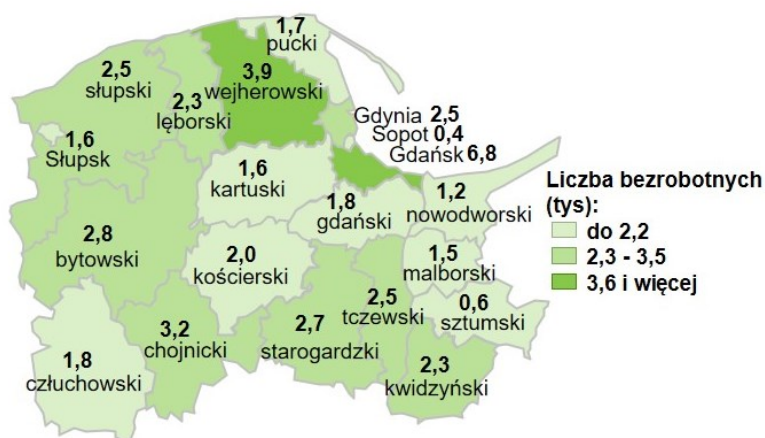 1,7
pucki
2,5
słupski
3,9
wejherowski
2,3
lęborski
Gdynia 2,5
Sopot 0,4
Gdańsk 6,8
1,6
Słupsk
1,6
kartuski
1,8
gdański
1,2
nowodworski
2,8
bytowski
2,0
kościerski
1,5
malborski
2,5
tczewski
0,6
sztumski
3,2
chojnicki
2,7
starogardzki
1,8
człuchowski
2,3
kwidzyński
Liczba bezrobotnych
(tys):
do 2,2
2,3 - 3,5
3,6 i więcej